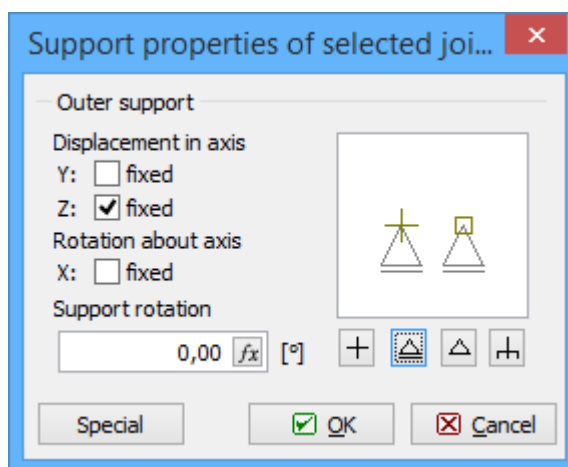 Support properties of selected joi...
Outer support
Displacement in axis
Y: fixed
Z: fixed
Rotation about axis
X: fixed
Support rotation
0,00 fx [°]
Special OK Cancel